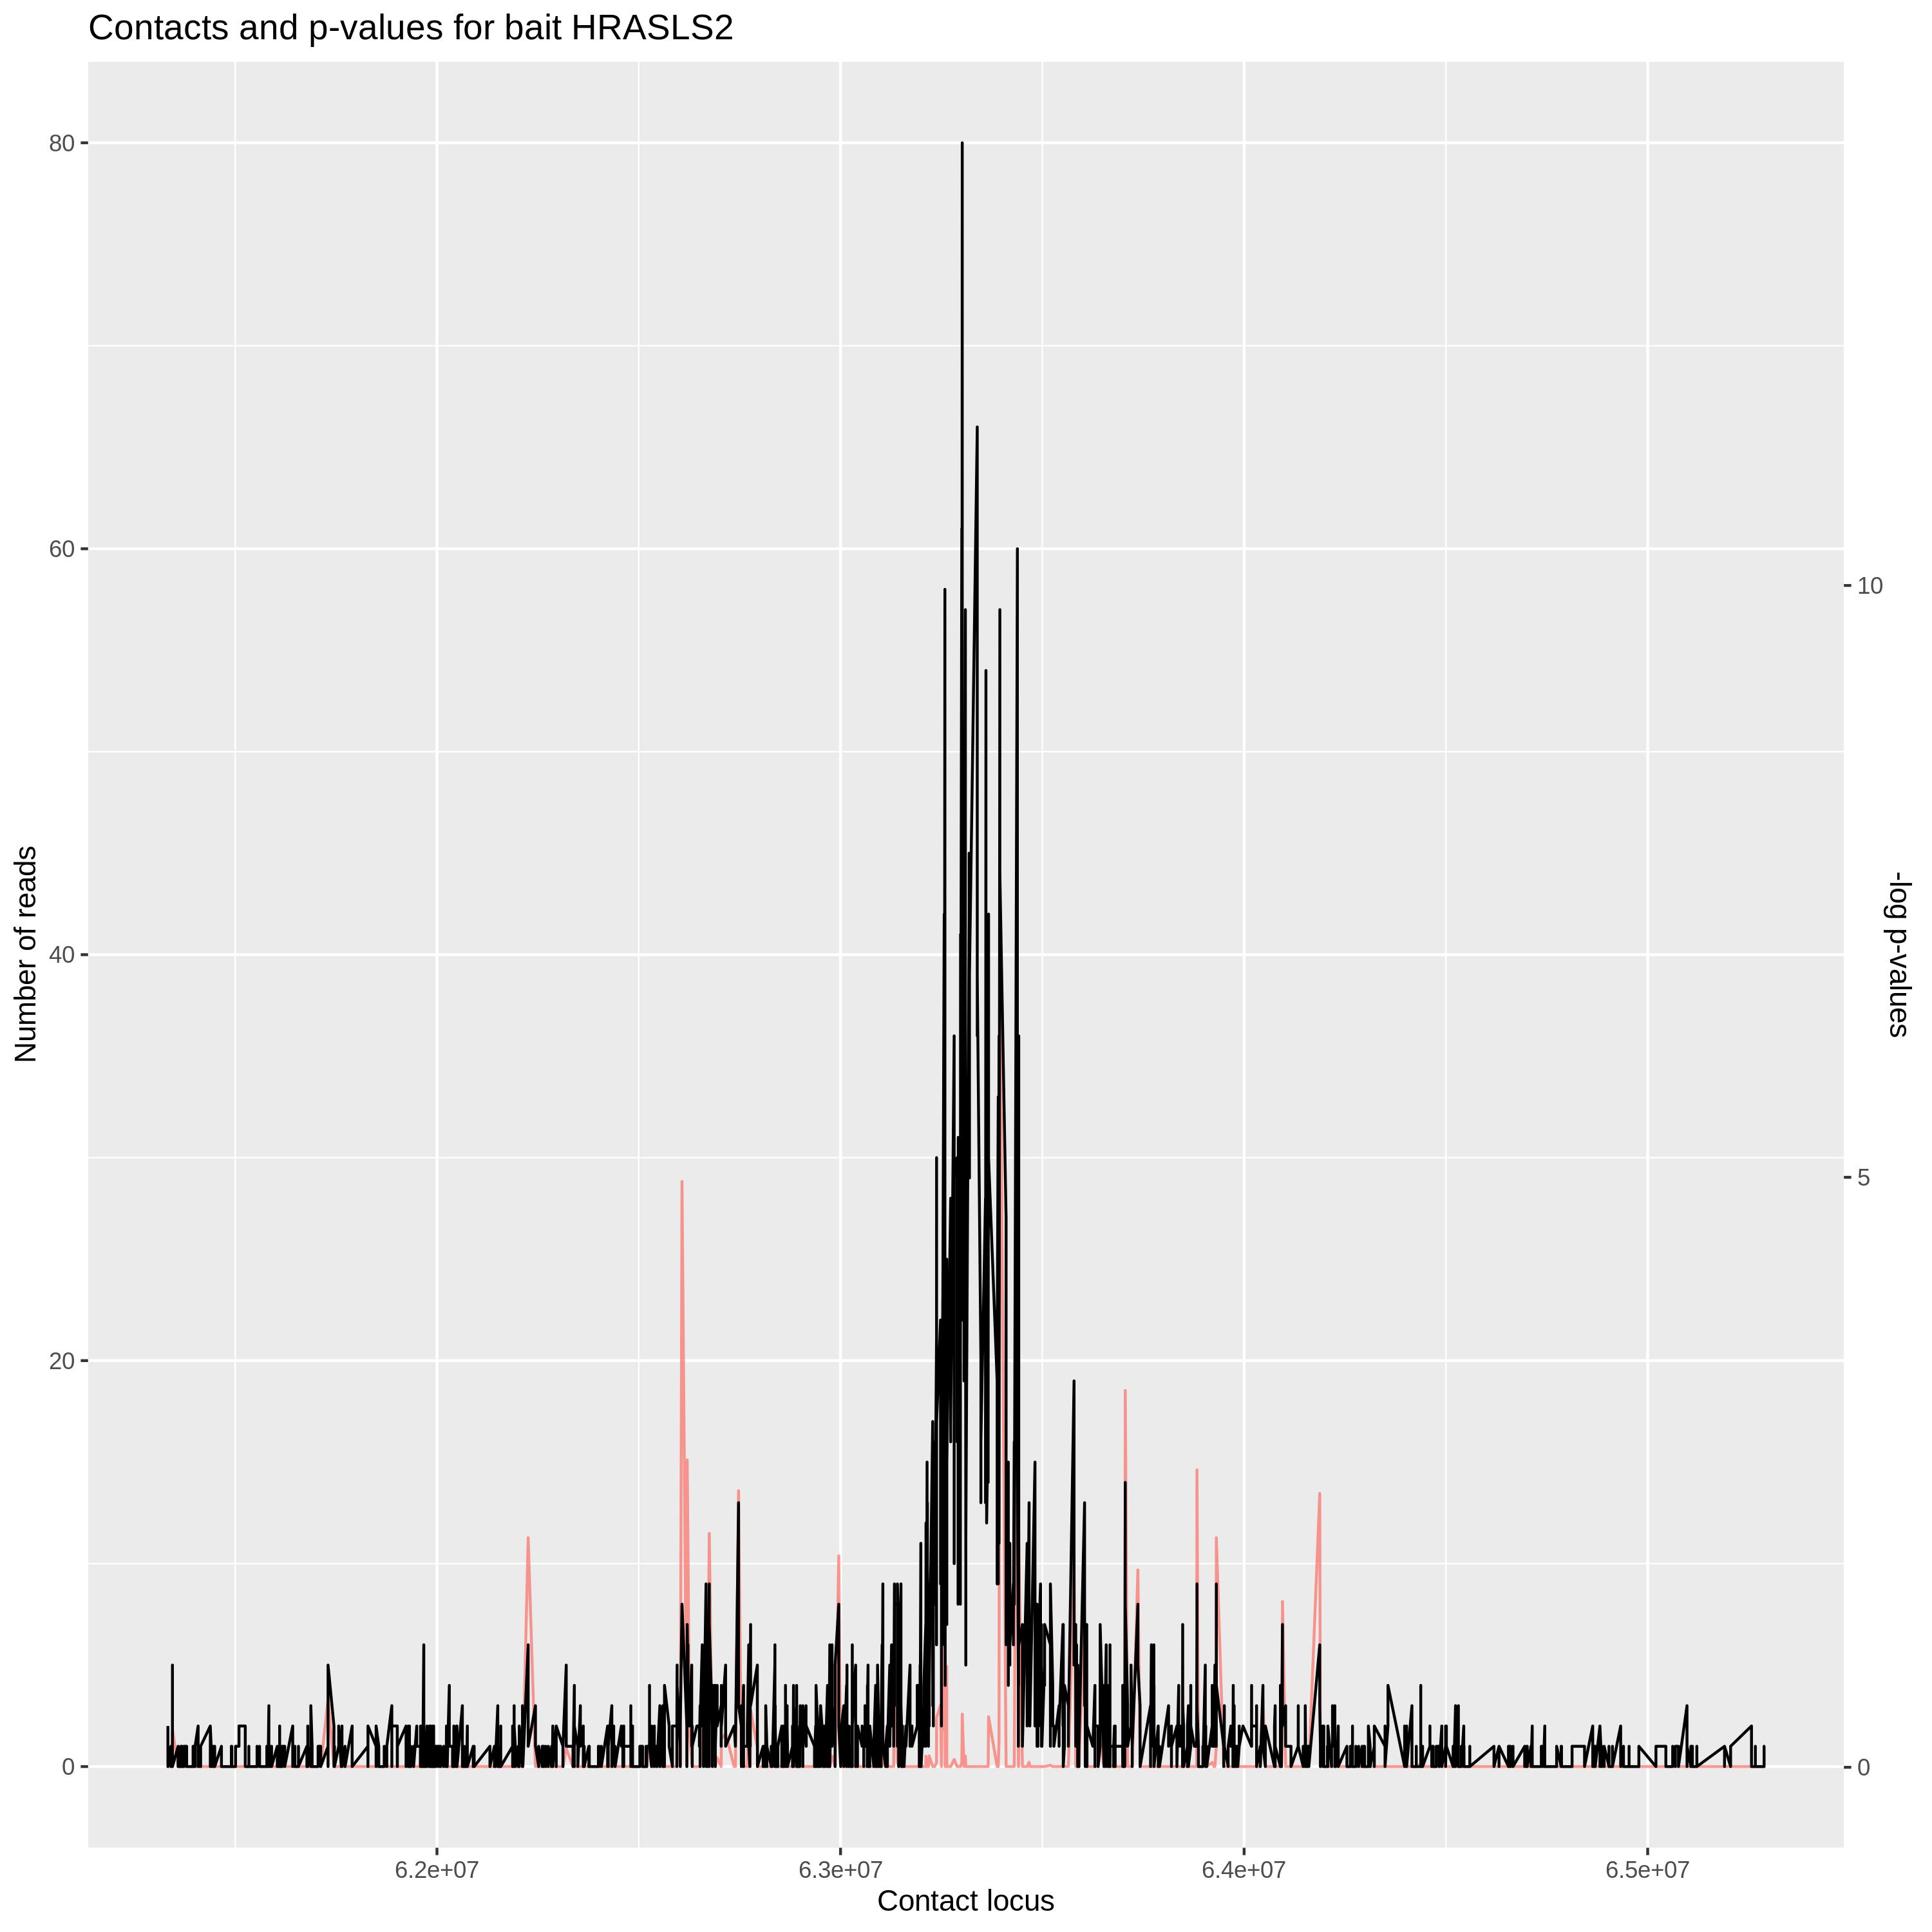 Contacts and p-values for bait HRASLS2
80
60
40
20
0
Number of reads
10
5
0
-log p-values
6.2e+07
6.3e+07
6.4e+07
6.5e+07
Contact locus